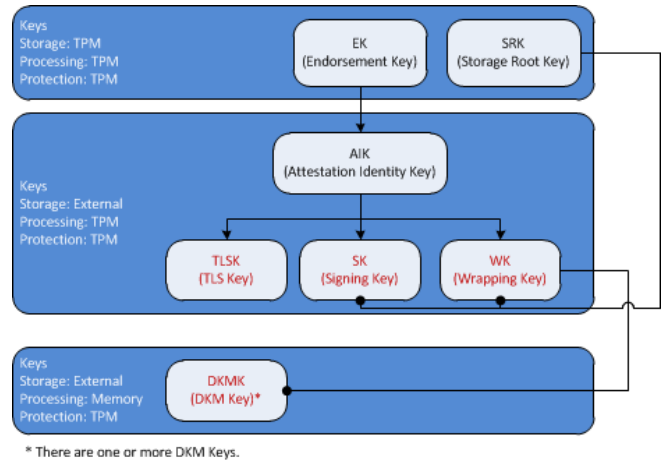 Keys
Storage: TPM
Processing: TPM
Protection: TPM
EK
(Endorsement Key)
SRK
(Storage Root Key)
Keys
Storage: External
Processing: TPM
Protection: TPM
AIK
(Attestation Identity Key)
TLSK
(TLS Key)
SK
(Signing Key)
WK
(Wrapping Key)
Keys
Storage: External
Processing: Memory
Protection: TPM
DKMK
(DKM Key)*
* There are one or more DKM Keys.